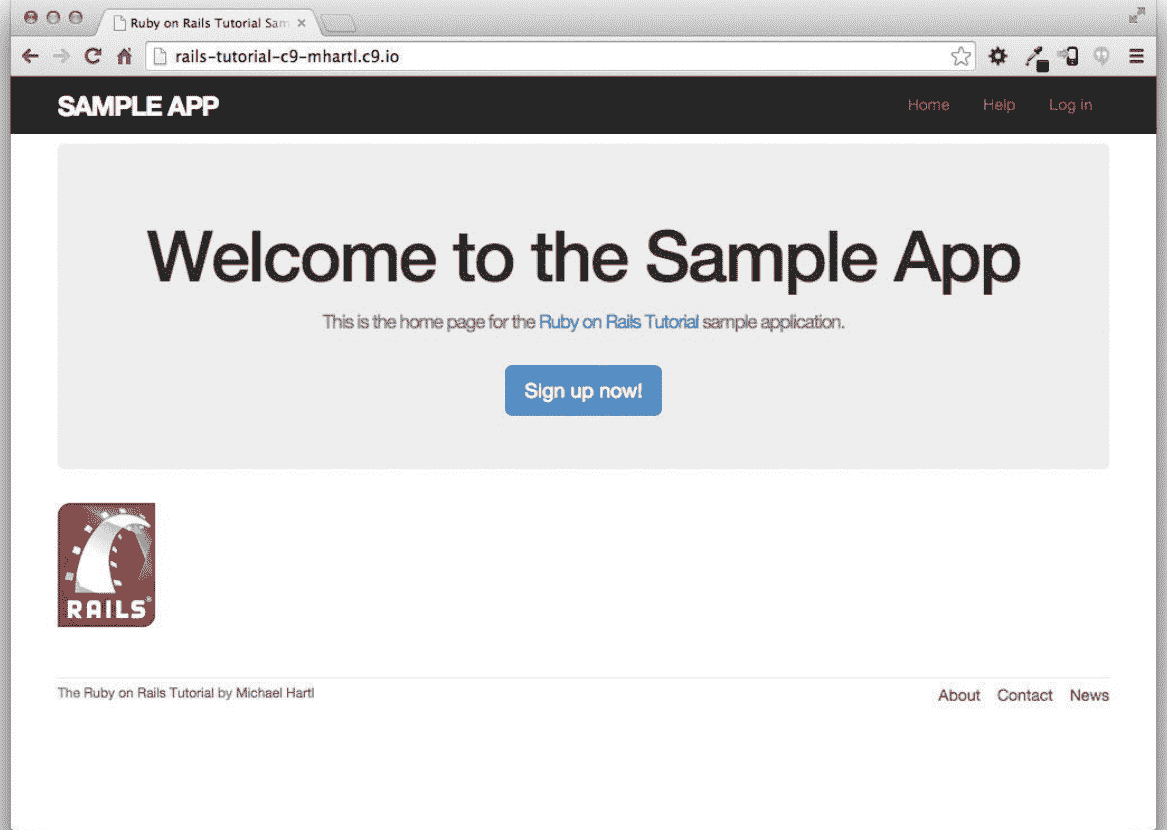 Ruby on Rails Tutorial Sam
rails-tutorial-c9-mhartl.c9.io
SAMPLE APP
Home Help Log in
Welcome to the Sample App
This is the home page for the Ruby on Rails Tutorial sample application.
Sign up now!
RAILS®
The Ruby on Rails Tutorial by Michael Hartl
About Contact News